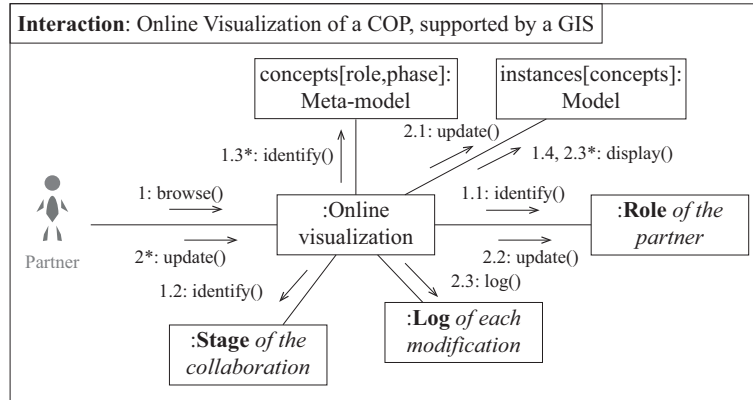 Interaction: Online Visualization of a COP, supported by a GIS
concepts[role,phase]:
Meta-model
instances[concepts]:
Model
2.1: update()
1.3*: identify()
1.4, 2.3*: display()
1: browse()
:Online
visualization
1.1: identify()
:Role of the
partner
Partner
2*: update()
2.2: update()
1.2: identify()
2.3: log()
:Stage of the
collaboration
:Log of each
modification